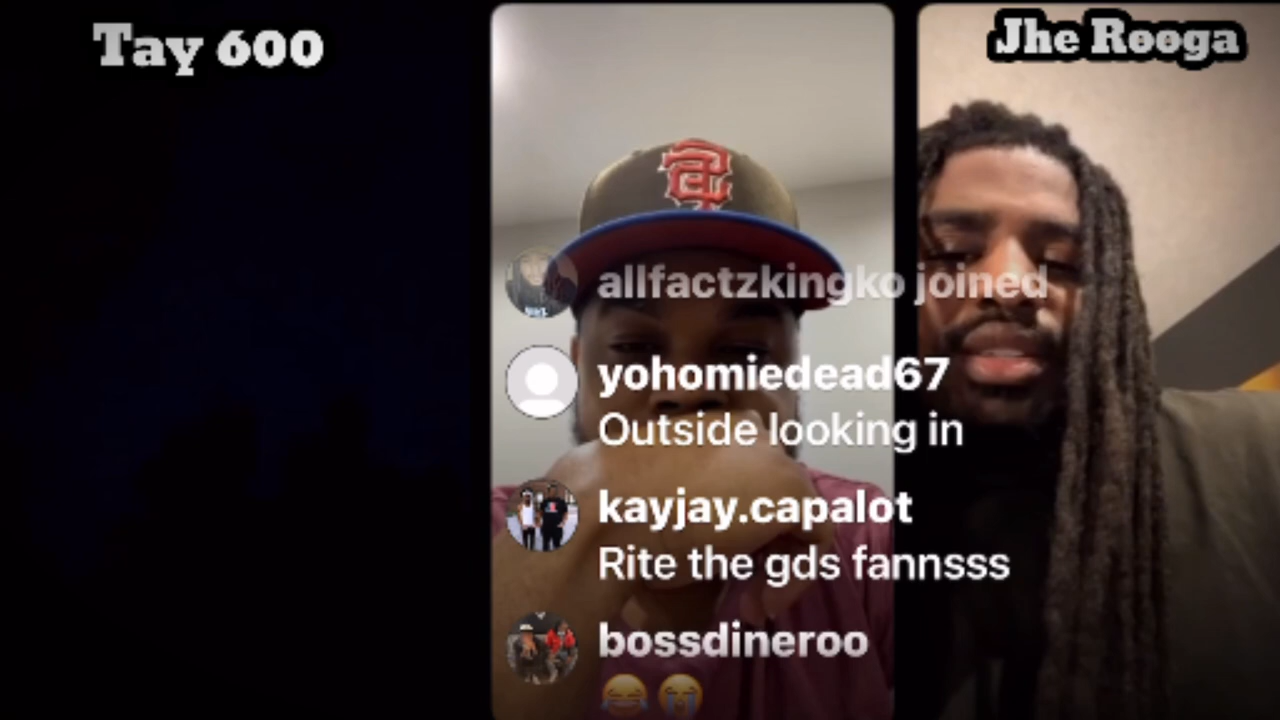 Tay 600
Jhe Rooga
allfactzkingko joined
yohomiedead67
Outside looking in
kayjay.capalot
Rite the gds fannsss
bossdineroo
😂 😭